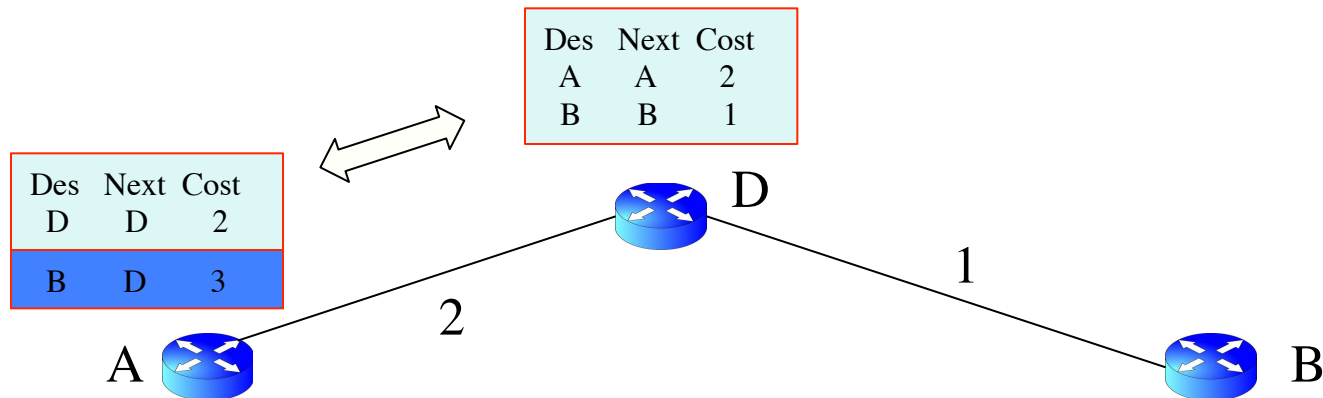 Des Next Cost
A A 2
B B 1
Des Next Cost
D D 2
B D 3
D
1
2
A
B